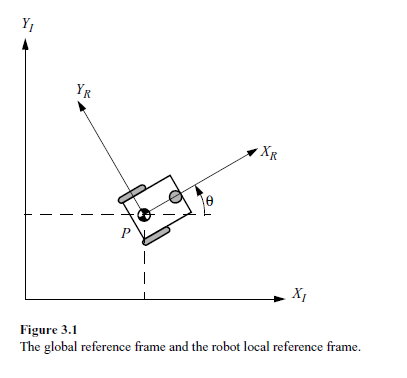 Y_I
Y_R
X_R
θ
P
X_I
Figure 3.1
The global reference frame and the robot local reference frame.